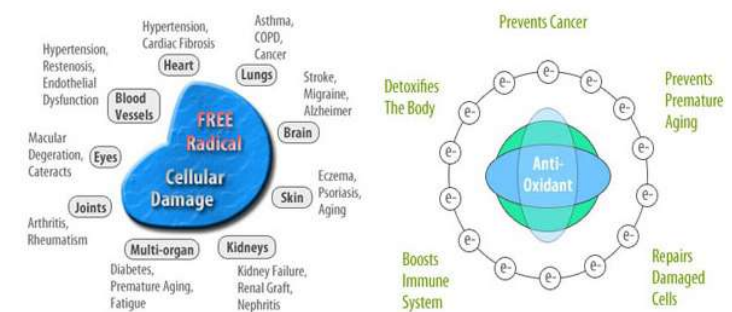 Hypertension,
Cardiac Fibrosis
Heart
Asthma,
COPD,
Cancer
Lungs
Hypertension,
Restenosis,
Endothelial
Dysfunction
Blood
Vessels
Stroke,
Migraine,
Alzheimer
Brain
FREE
Radical
Cellular
Damage
Macular
Degeration,
Cateracts
Eyes
Eczema,
Psoriasis,
Aging
Skin
Joints
Arthritis,
Rheumatism
Multi-organ
Diabetes,
Premature Aging,
Fatigue
Kidneys
Kidney Failure,
Renal Graft,
Nephritis
Prevents Cancer
Detoxifies
The Body
Prevents
Premature
Aging
Anti-
Oxidant
Boosts
Immune
System
Repairs
Damaged
Cells
e-
e-
e-
e-
e-
e-
e-
e-
e-
e-
e-
e-
e-
e-